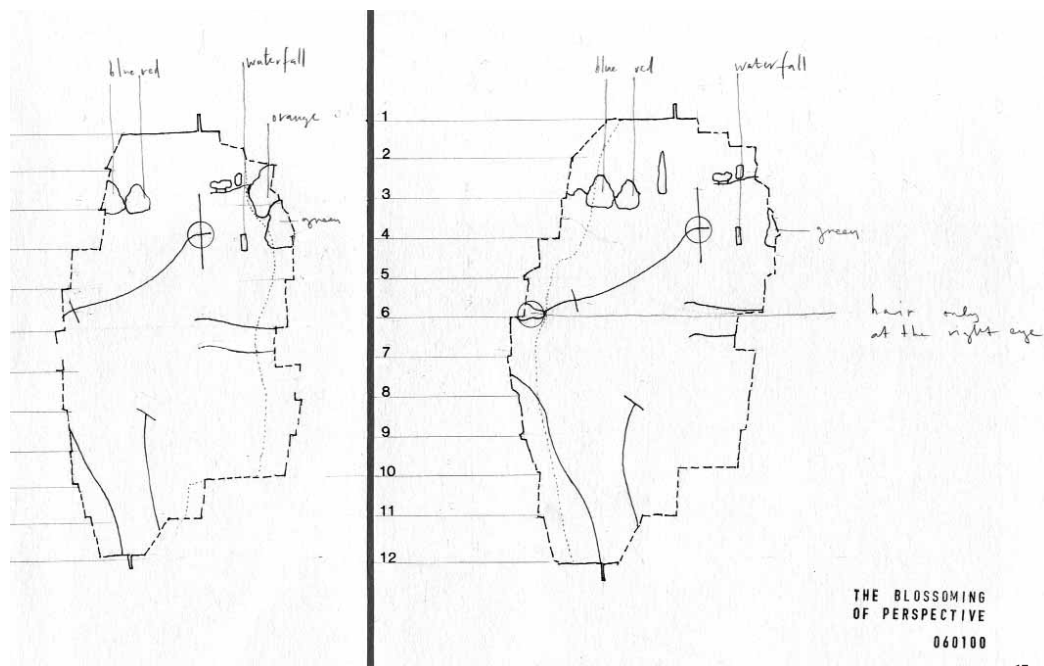 blue red
waterfall
orange
green
blue red
waterfall
green
hair only
at the right eye
1
2
3
4
5
6
7
8
9
10
11
12
THE BLOSSOMING
OF PERSPECTIVE
060100